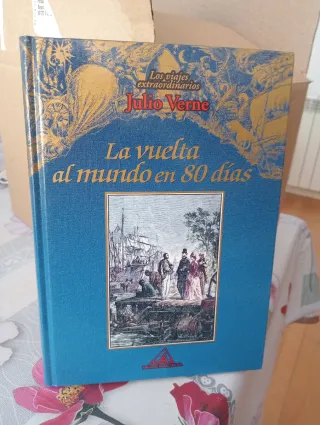 Los viajes
extraordinarios
Julio Verne
La vuelta
al mundo en 80 días